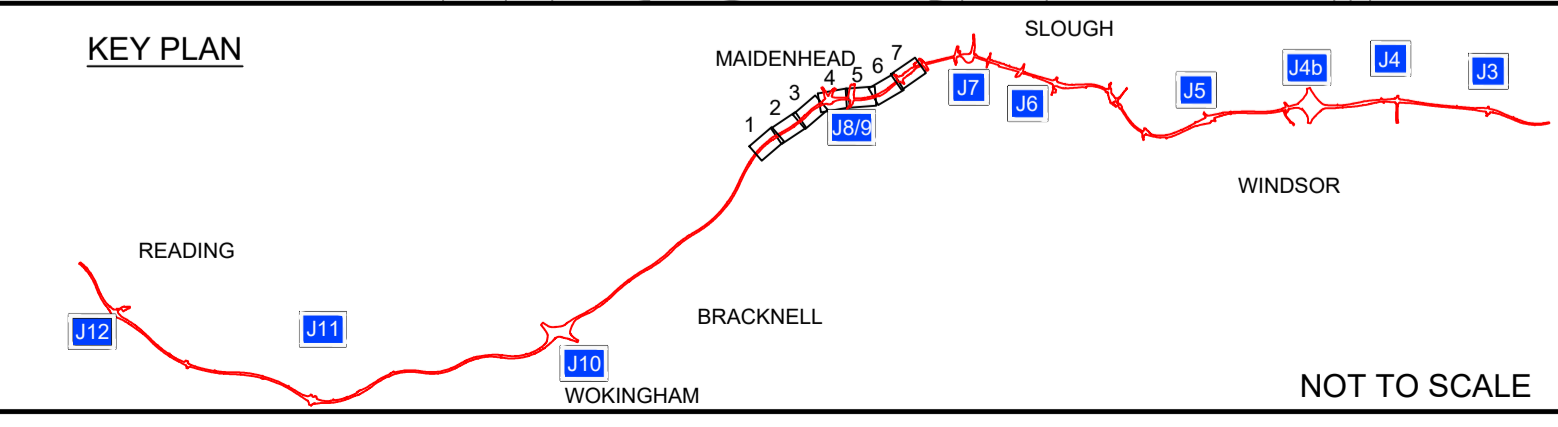 KEY PLAN
SLOUGH
MAIDENHEAD
1
2
3
4
5
6
7
J8/9
J7
J6
J5
J4b
J4
J3
WINDSOR
READING
J12
J11
BRACKNELL
J10
WOKINGHAM
NOT TO SCALE